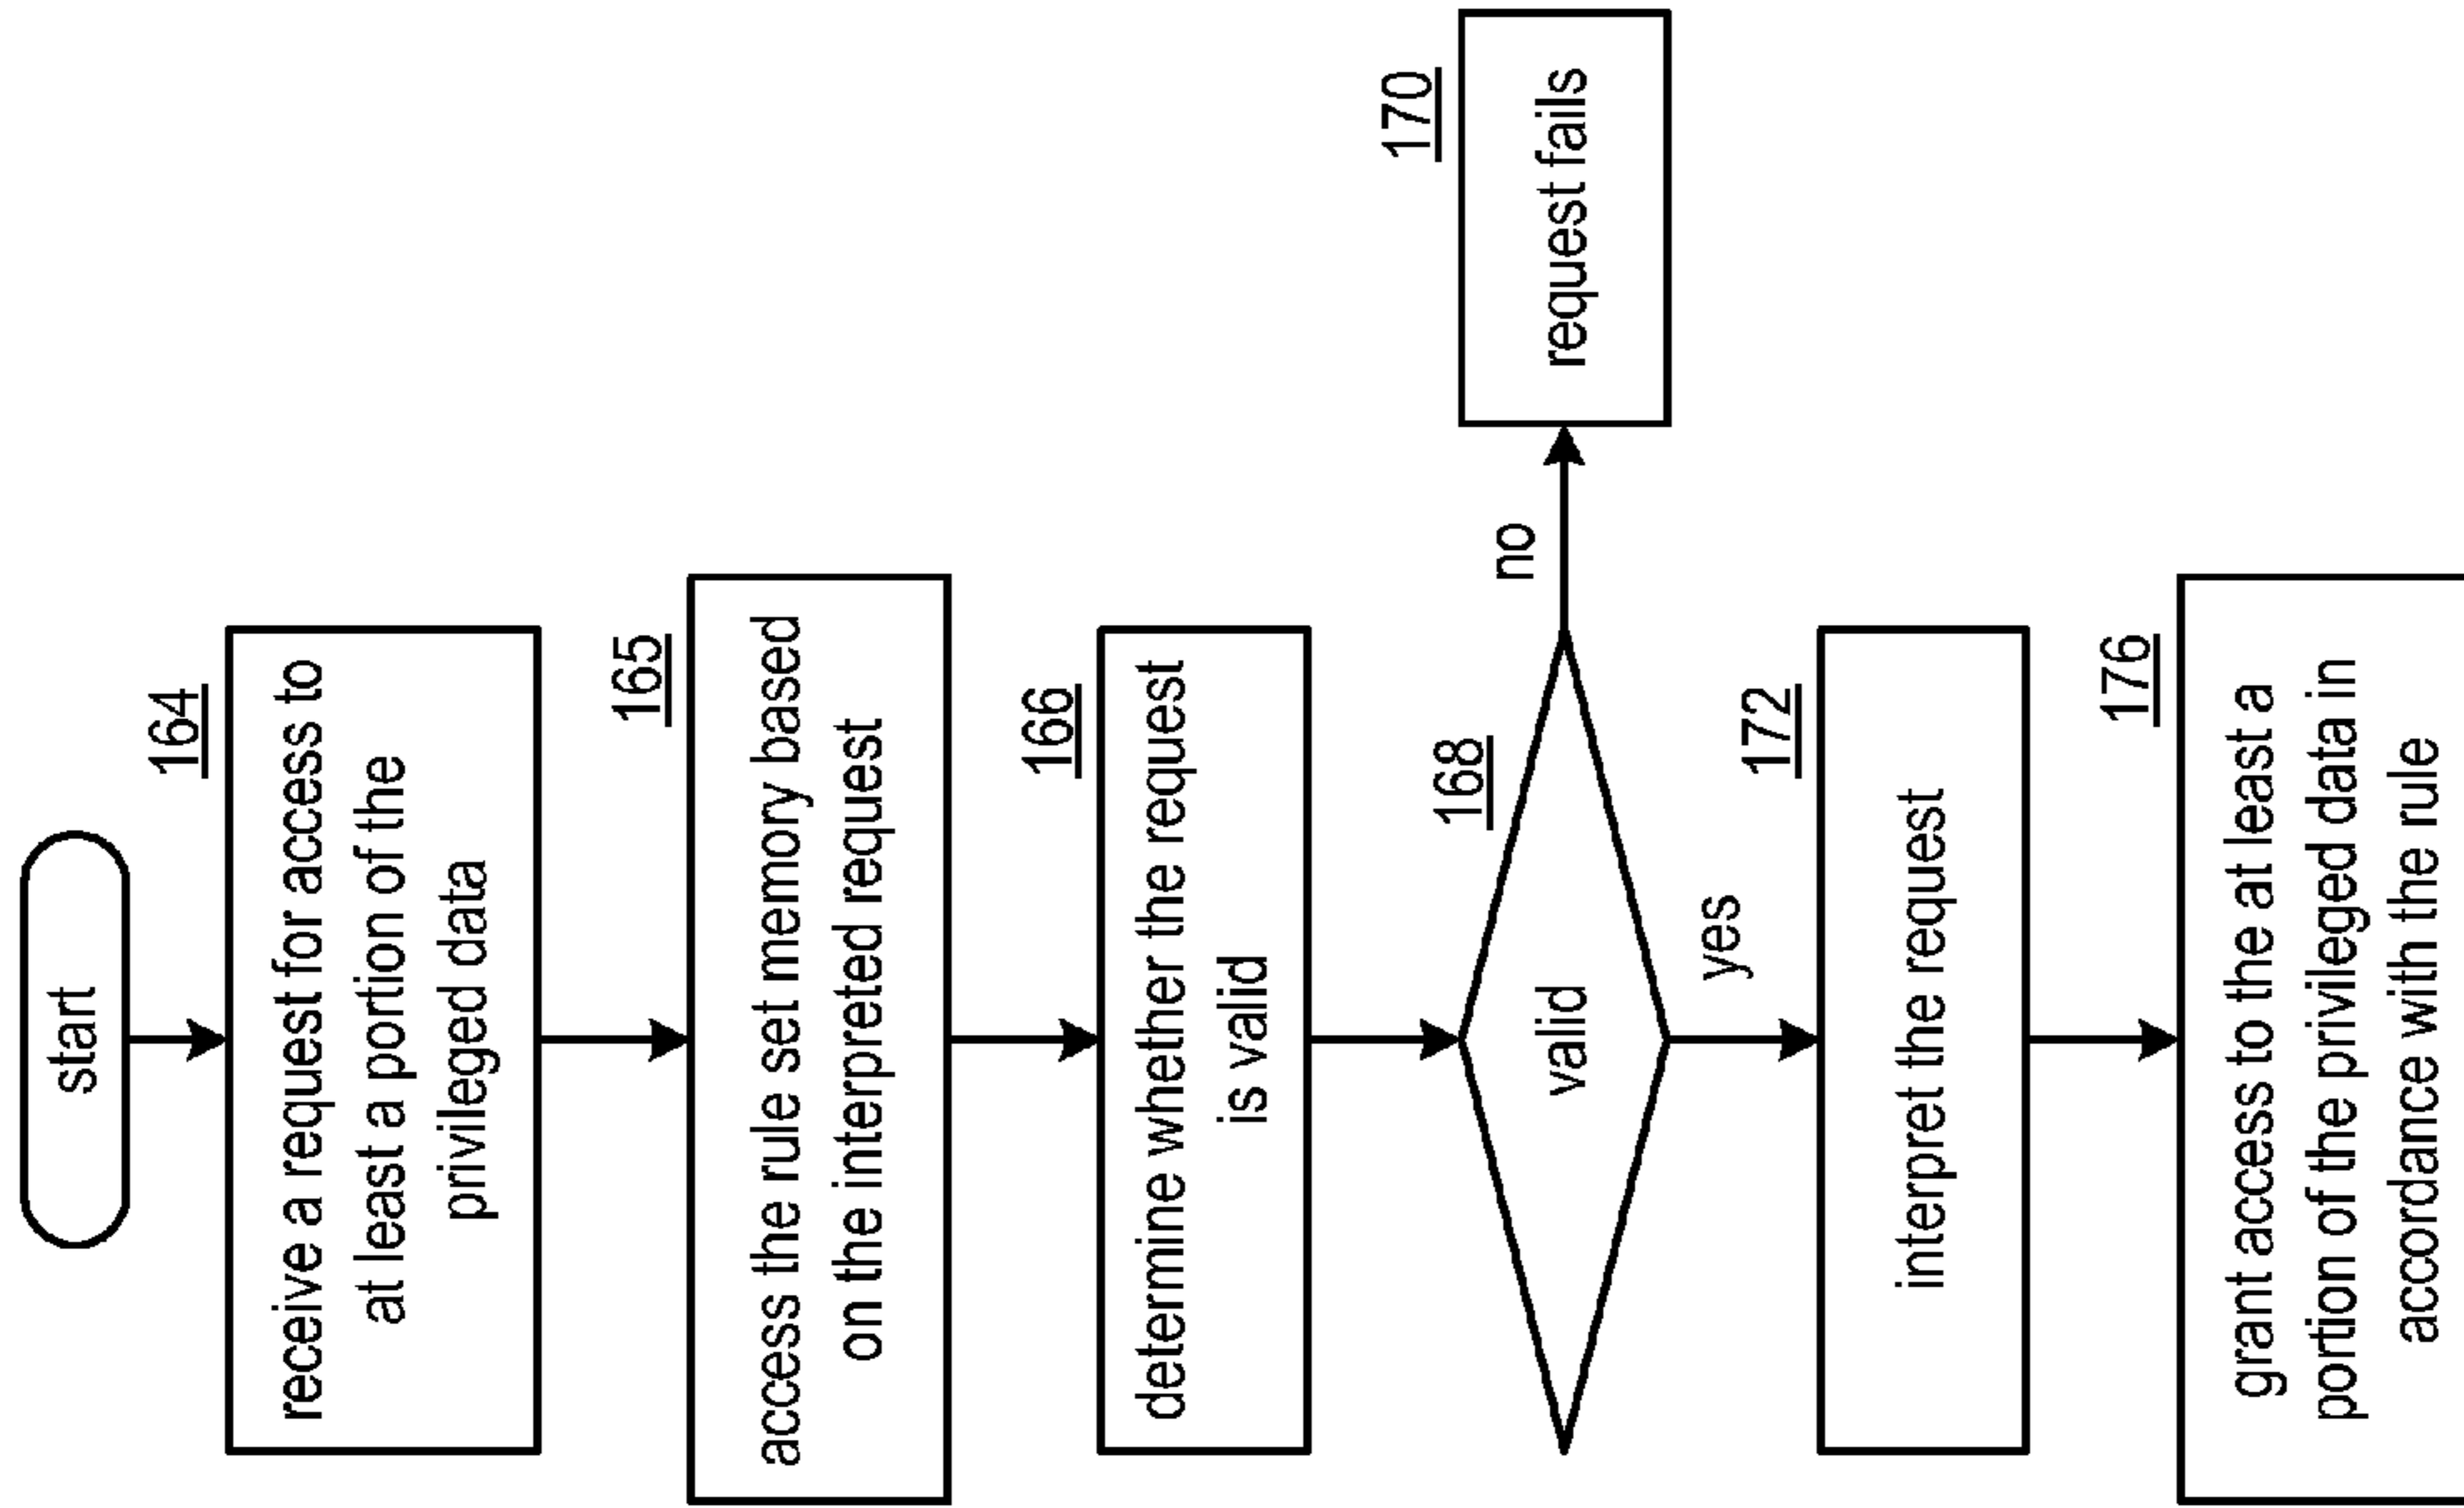 start
164
receive a request for access to
at least a portion of the
privileged data
165
access the rule set memory based
on the interpreted request
166
determine whether the request
is valid
168
valid
no
170
request fails
yes
172
interpret the request
176
grant access to the at least a
portion of the privileged data in
accordance with the rule